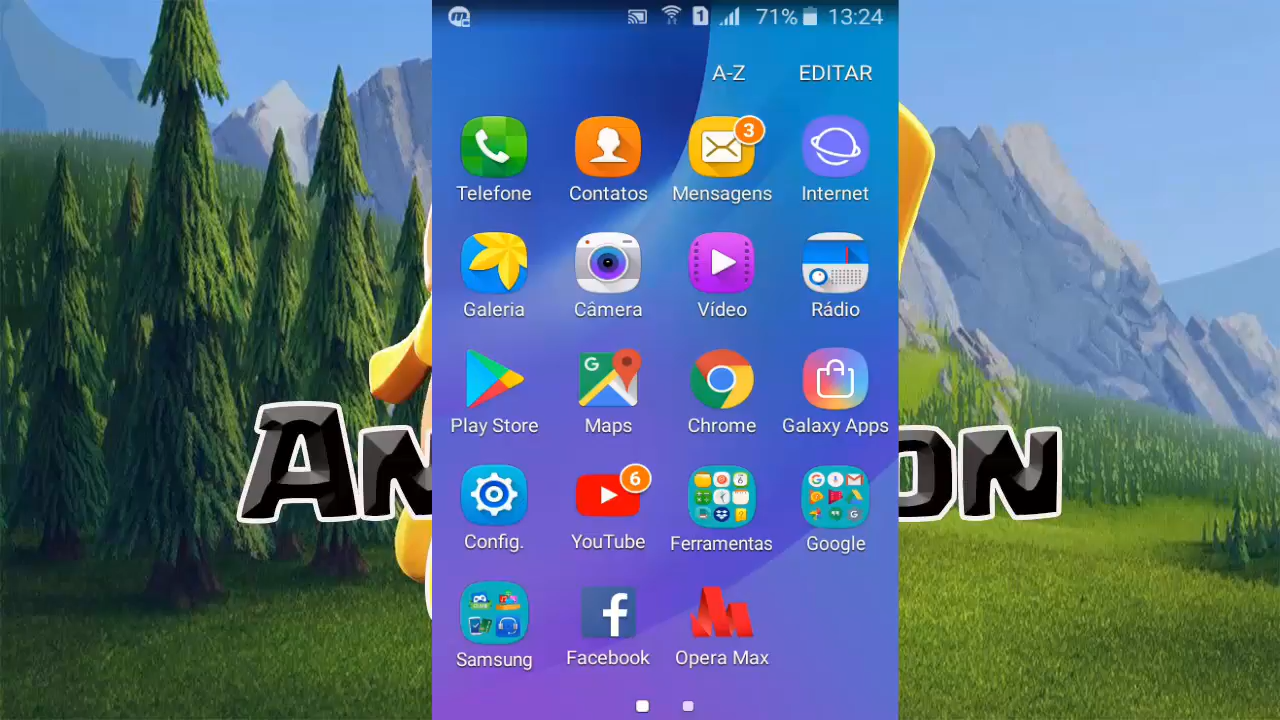 1 71% 13:24
A-Z EDITAR
3
Telefone Contatos Mensagens Internet
Galeria Câmera Vídeo Rádio
G
Play Store Maps Chrome Galaxy Apps
6
Config. YouTube Ferramentas Google
f
Samsung Facebook Opera Max